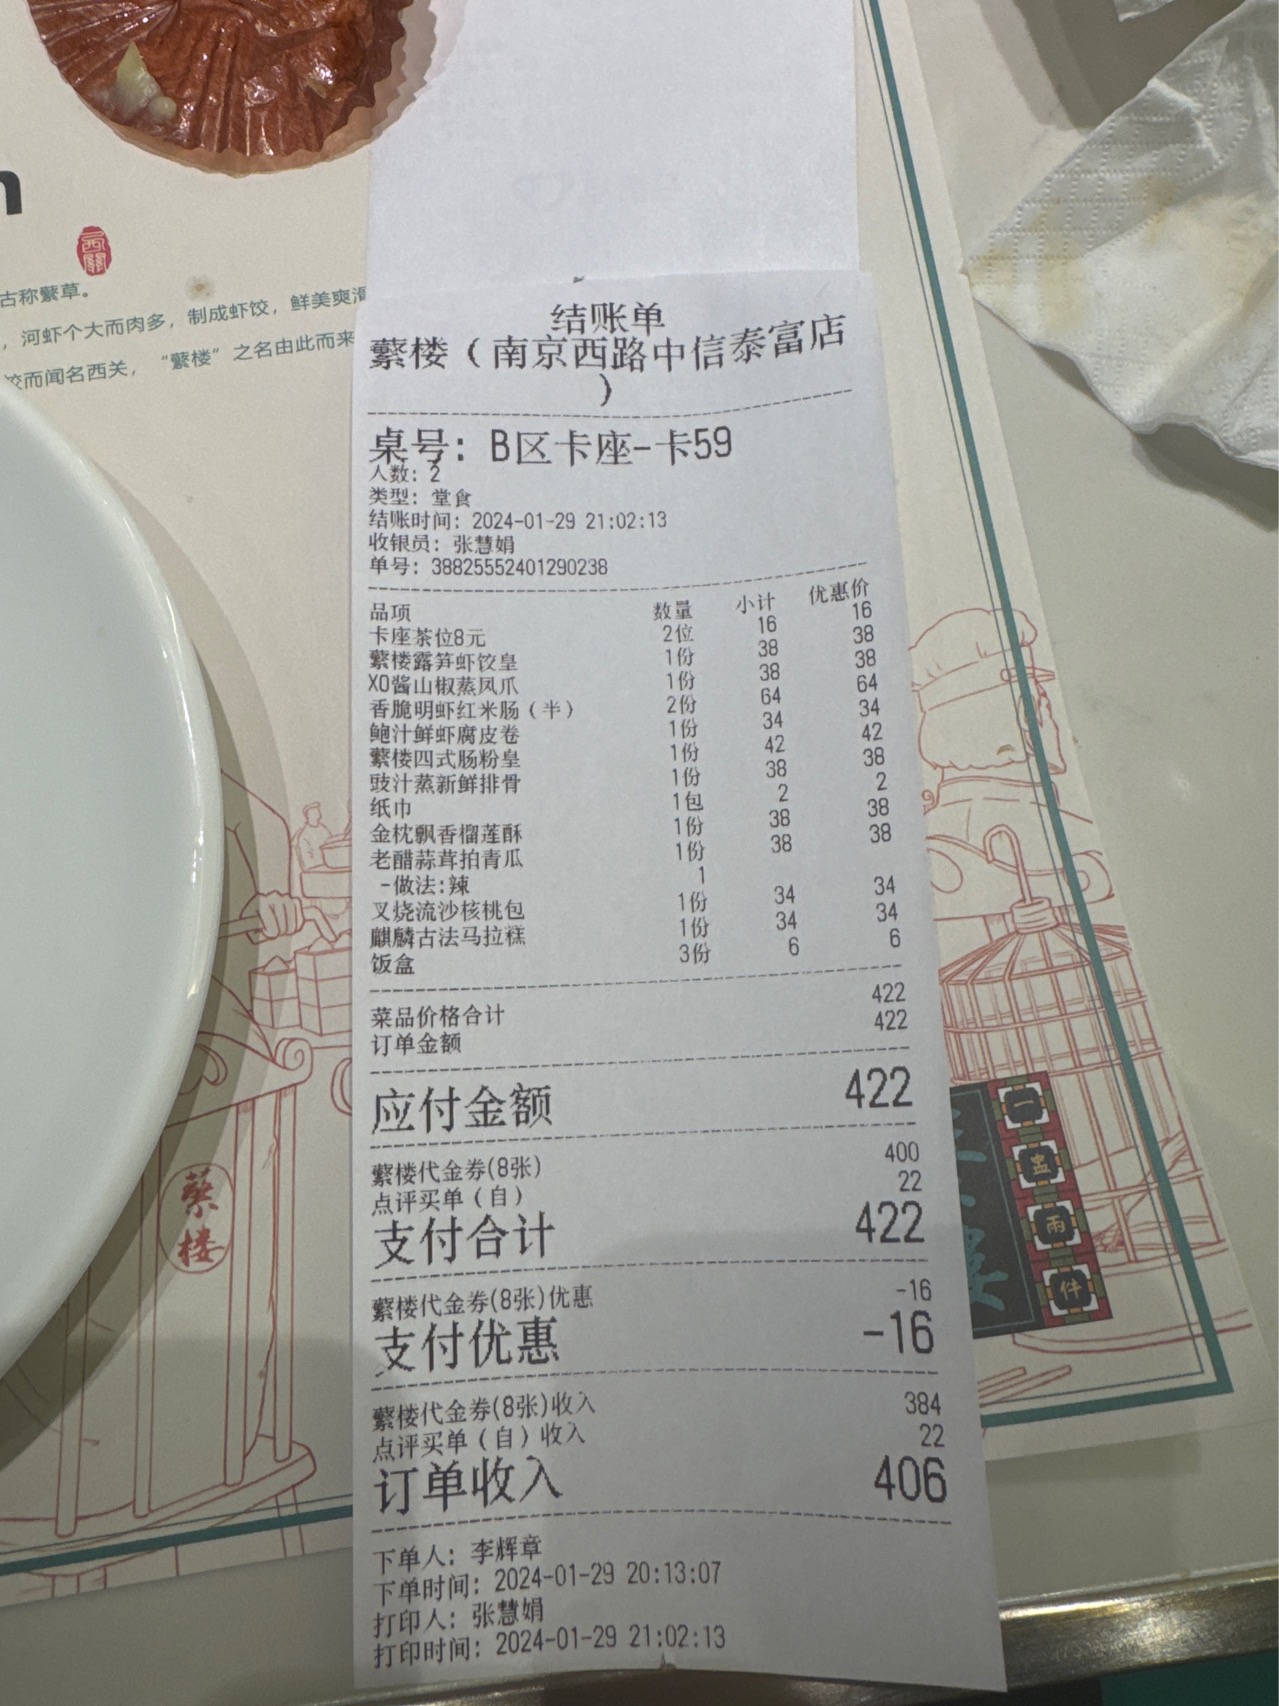 n
西關
古称蘩草。
，河虾个大而肉多，制成虾饺，鲜美爽滑
饺而闻名西关，“蘩楼”之名由此而来
结账单
蘩楼（南京西路中信泰富店
）
桌号：B区卡座-卡59
人数：2
类型：堂食
结账时间：2024-01-29 21:02:13
收银员：张慧娟
单号：38825552401290238
品项 数量 小计 优惠价
卡座茶位8元 2位 16 16
蘩楼露笋虾饺皇 1份 38 38
XO酱山椒蒸凤爪 1份 38 38
香脆明虾红米肠（半） 2份 64 64
鲍汁鲜虾腐皮卷 1份 34 34
蘩楼四式肠粉皇 1份 42 42
豉汁蒸新鲜排骨 1份 38 38
纸巾 1包 2 2
金枕飘香榴莲酥 1份 38 38
老醋蒜茸拍青瓜 1份 38 38
-做法:辣 1
叉烧流沙核桃包 1份 34 34
麒麟古法马拉糕 1份 34 34
饭盒 3份 6 6
菜品价格合计 422
订单金额 422
应付金额 422
蘩楼代金券(8张) 400
点评买单（自） 22
支付合计 422
蘩楼代金券(8张)优惠 -16
支付优惠 -16
蘩楼代金券(8张)收入 384
点评买单（自）收入 22
订单收入 406
下单人：李辉章
下单时间：2024-01-29 20:13:07
打印人：张慧娟
打印时间：2024-01-29 21:02:13
蘩楼
一盅兩件